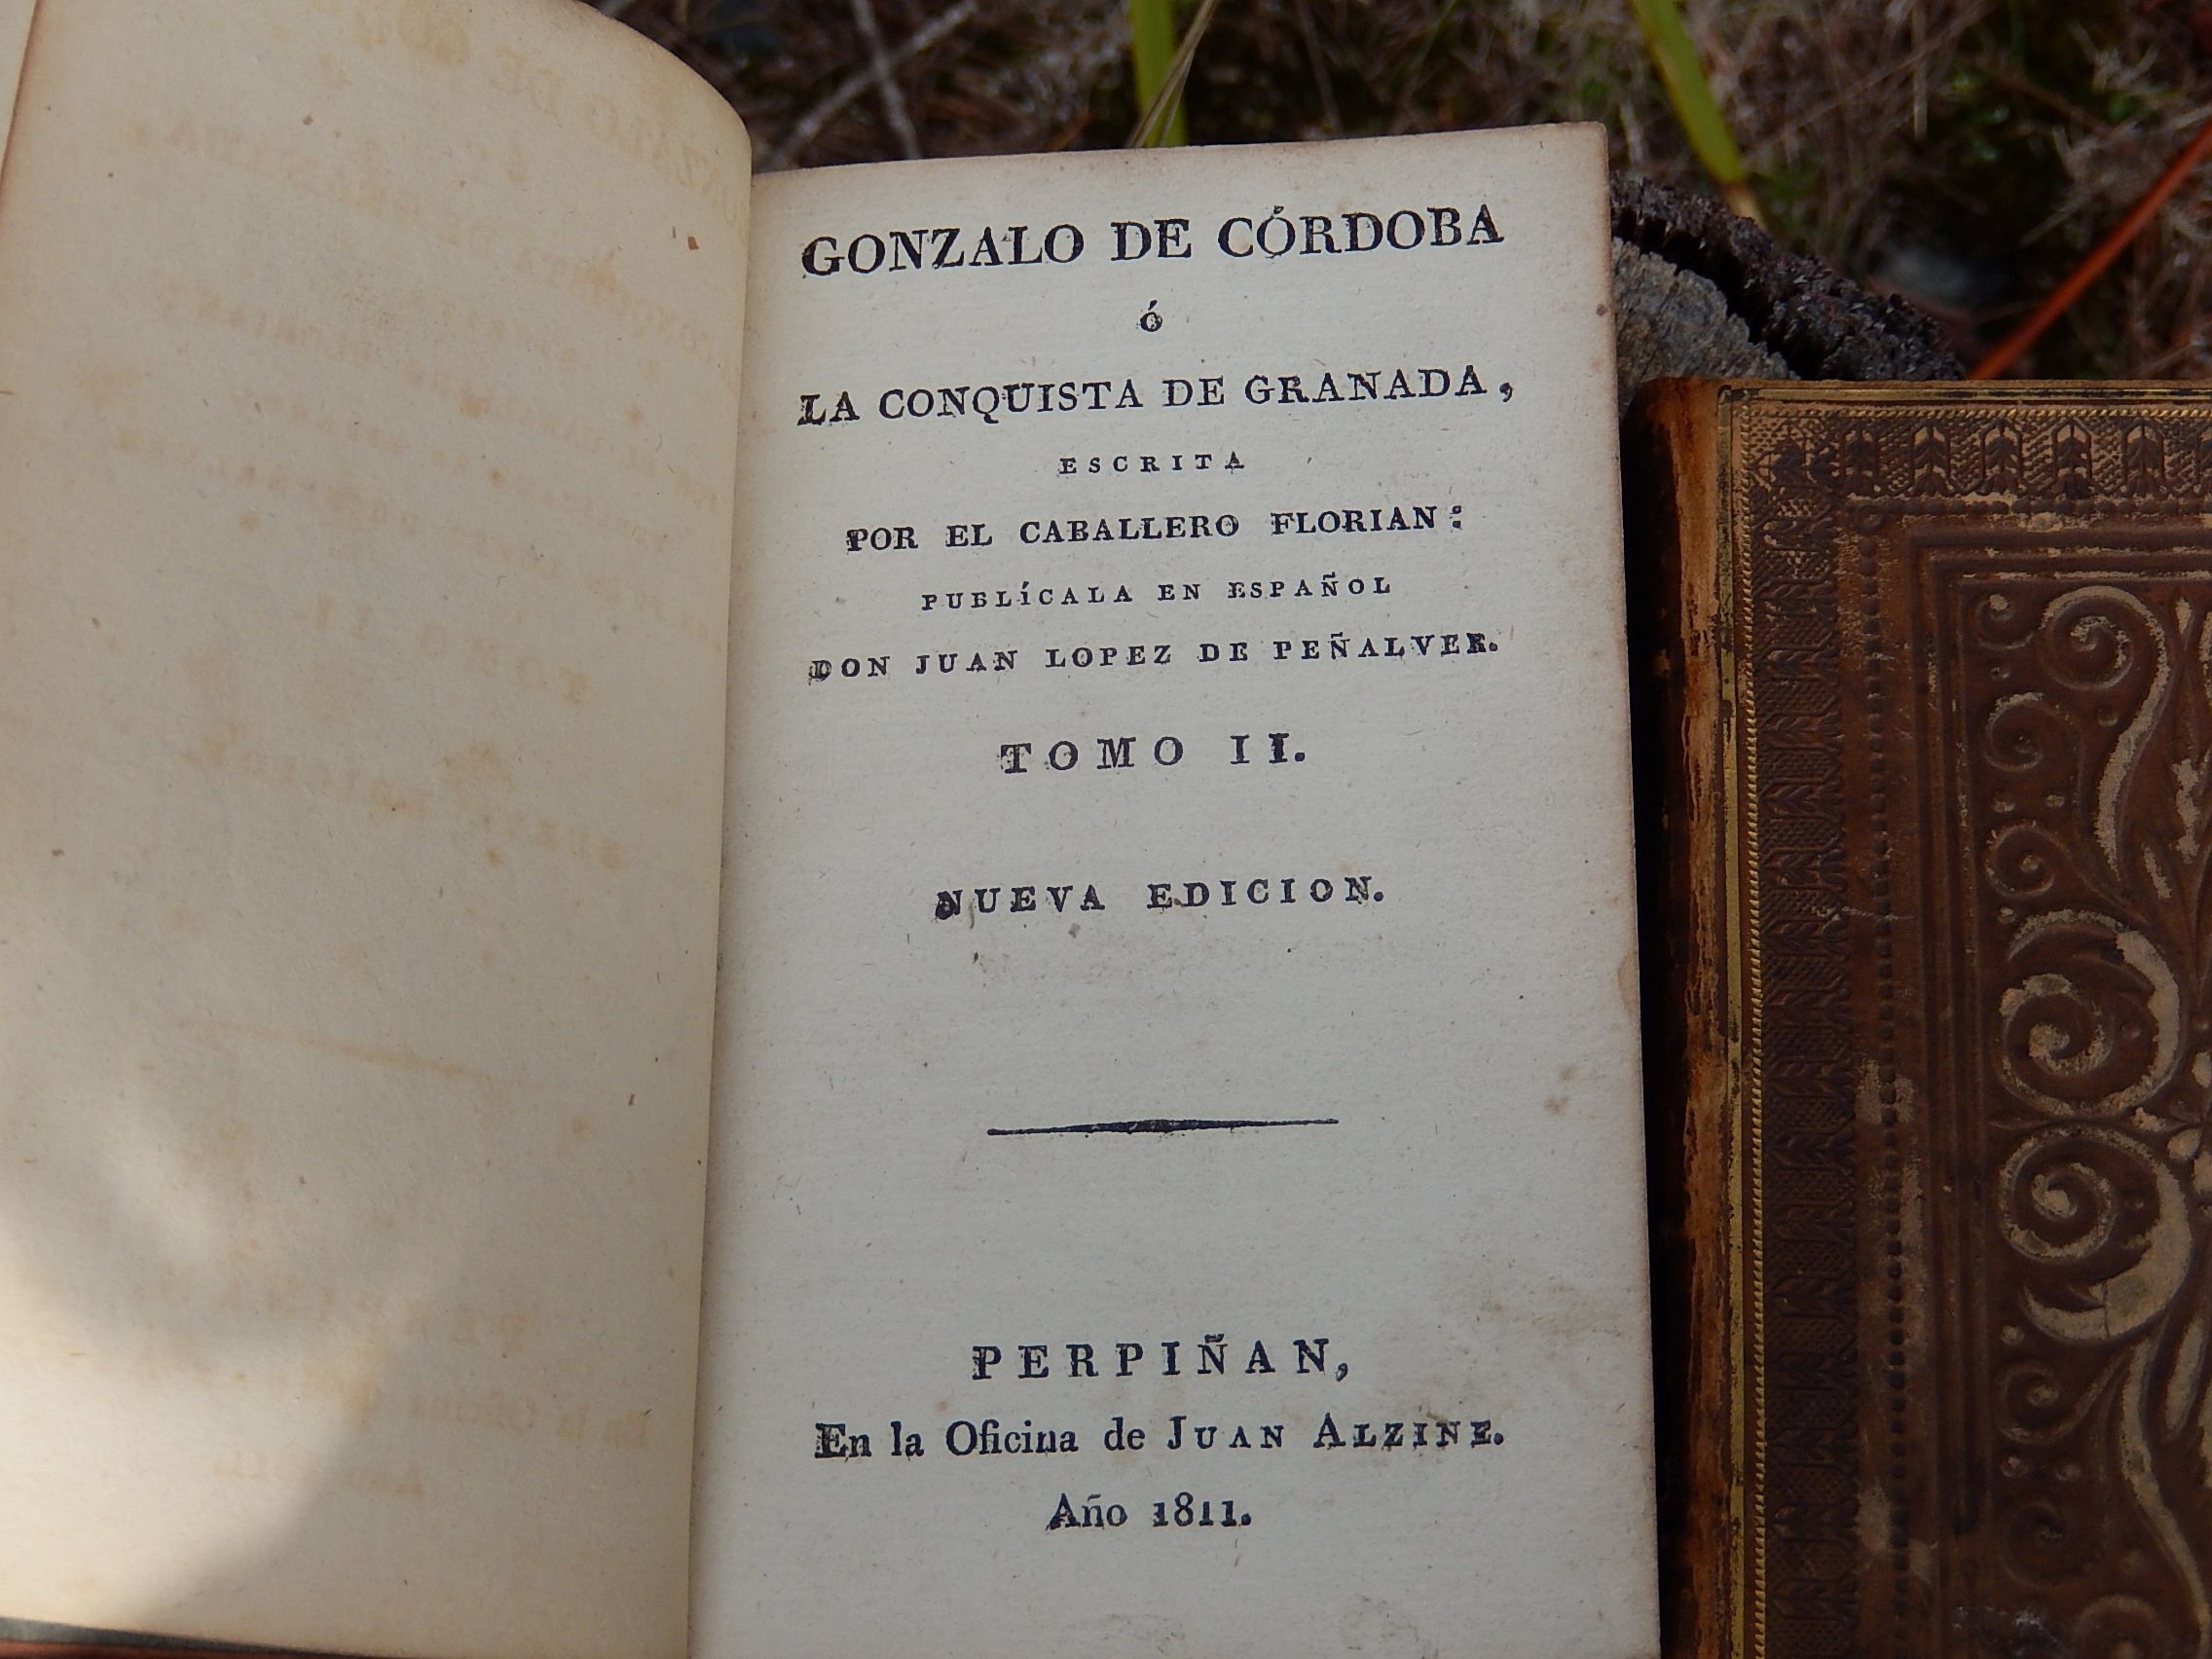 GONZALO DE CÓRDOBA
ó
LA CONQUISTA DE GRANADA,
ESCRITA
POR EL CABALLERO FLORIAN:
PUBLÍCALA EN ESPAÑOL
DON JUAN LOPEZ DE PEÑALVER.
TOMO II.
NUEVA EDICION.
PERPIÑAN,
En la Oficina de JUAN ALZINE.
Año 1811.